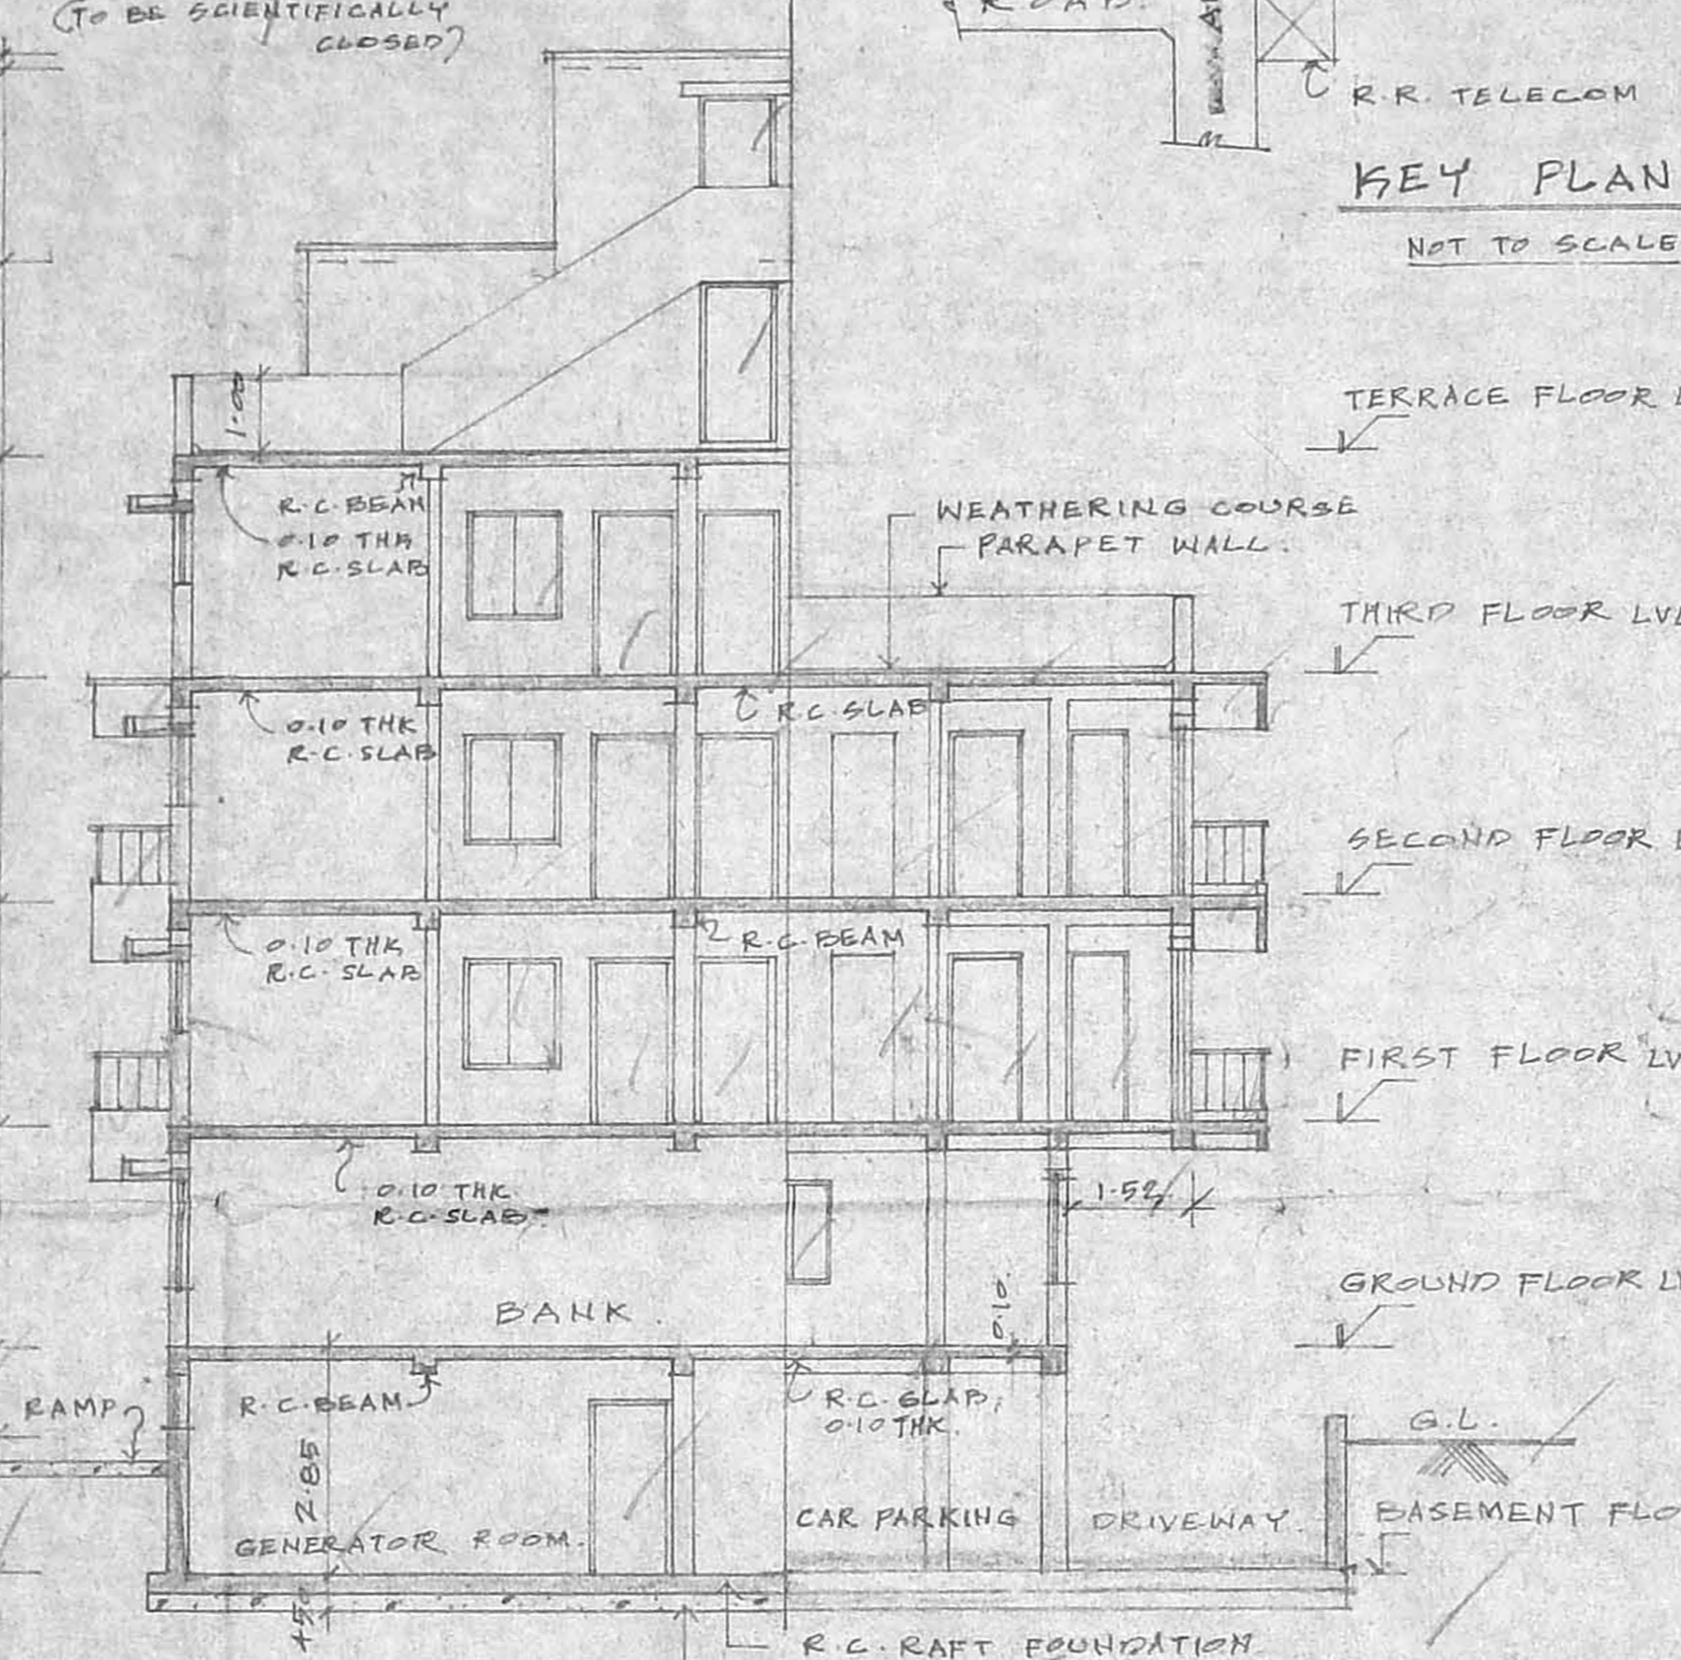 (TO BE SCIENTIFICALLY
CLOSED)
ROAD.
R.R. TELECOM
KEY PLAN
NOT TO SCALE
TERRACE FLOOR
1.00
R.C.BEAM
0.10 THK
R.C.SLAB
WEATHERING COURSE
PARAPET WALL.
THIRD FLOOR LVL
0.10 THK
R.C.SLAB
R.C.SLAB
SECOND FLOOR
0.10 THK
R.C. SLAB
R.C.BEAM
FIRST FLOOR LV
0.10 THK
R.C.SLAB
1.52
GROUND FLOOR L
BANK.
0.10
RAMP
R.C.BEAM
R.C. SLAB,
0.10 THK.
G.L.
2.85
GENERATOR ROOM.
CAR PARKING
DRIVEWAY.
BASEMENT FLO
.450
R.C. RAFT FOUNDATION